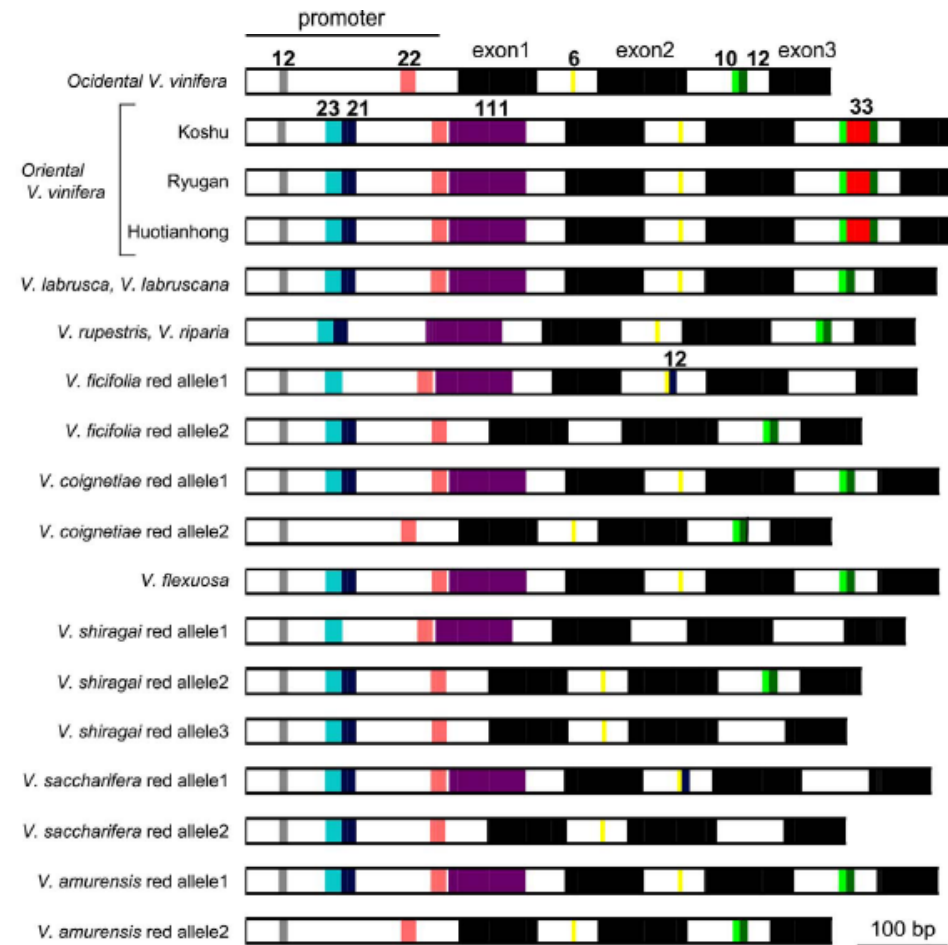 promoter
12 22 exon1 6 exon2 10 12 exon3
Ocidental V. vinifera
23 21 111 33
Koshu
Oriental
V. vinifera
Ryugan
Huotianhong
V. labrusca, V. labruscana
V. rupestris, V. riparia
12
V. ficifolia red allele1
V. ficifolia red allele2
V. coignetiae red allele1
V. coignetiae red allele2
V. flexuosa
V. shiragai red allele1
V. shiragai red allele2
V. shiragai red allele3
V. saccharifera red allele1
V. saccharifera red allele2
V. amurensis red allele1
V. amurensis red allele2
100 bp